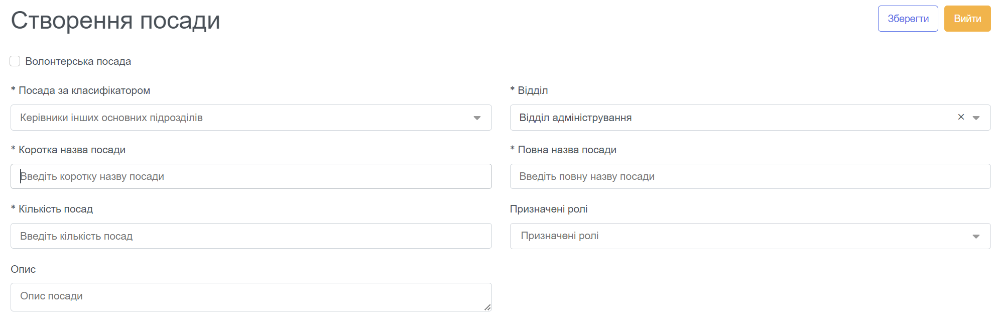 Створення посади
Зберегти
Вийти
Волонтерська посада
* Посада за класифікатором
* Відділ
Керівники інших основних підрозділів
Відділ адміністрування
* Коротка назва посади
* Повна назва посади
Введіть коротку назву посади
Введіть повну назву посади
* Кількість посад
Призначені ролі
Введіть кількість посад
Призначені ролі
Опис
Опис посади